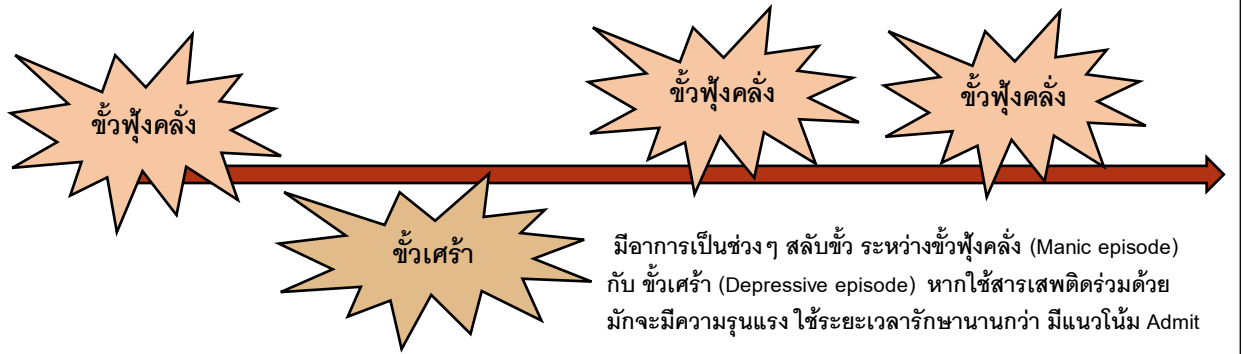 ขั้วฟุ้งคลั่ง
ขั้วฟุ้งคลั่ง
ขั้วฟุ้งคลั่ง
ขั้วเศร้า
มีอาการเป็นช่วง ๆ สลับขั้ว ระหว่างขั้วฟุ้งคลั่ง (Manic episode)
กับ ขั้วเศร้า (Depressive episode) หากใช้สารเสพติดร่วมด้วย
มักจะมีความรุนแรง ใช้ระยะเวลารักษานานกว่า มีแนวโน้ม Admit